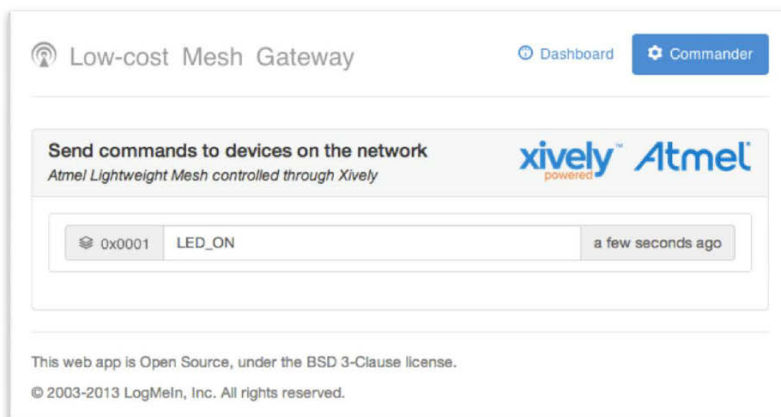 Low-cost Mesh Gateway
Dashboard
Commander
Send commands to devices on the network
Atmel Lightweight Mesh controlled through Xively
xively™
powered
Atmel®
0x0001
LED_ON
a few seconds ago
This web app is Open Source, under the BSD 3-Clause license.
© 2003-2013 LogMeIn, Inc. All rights reserved.